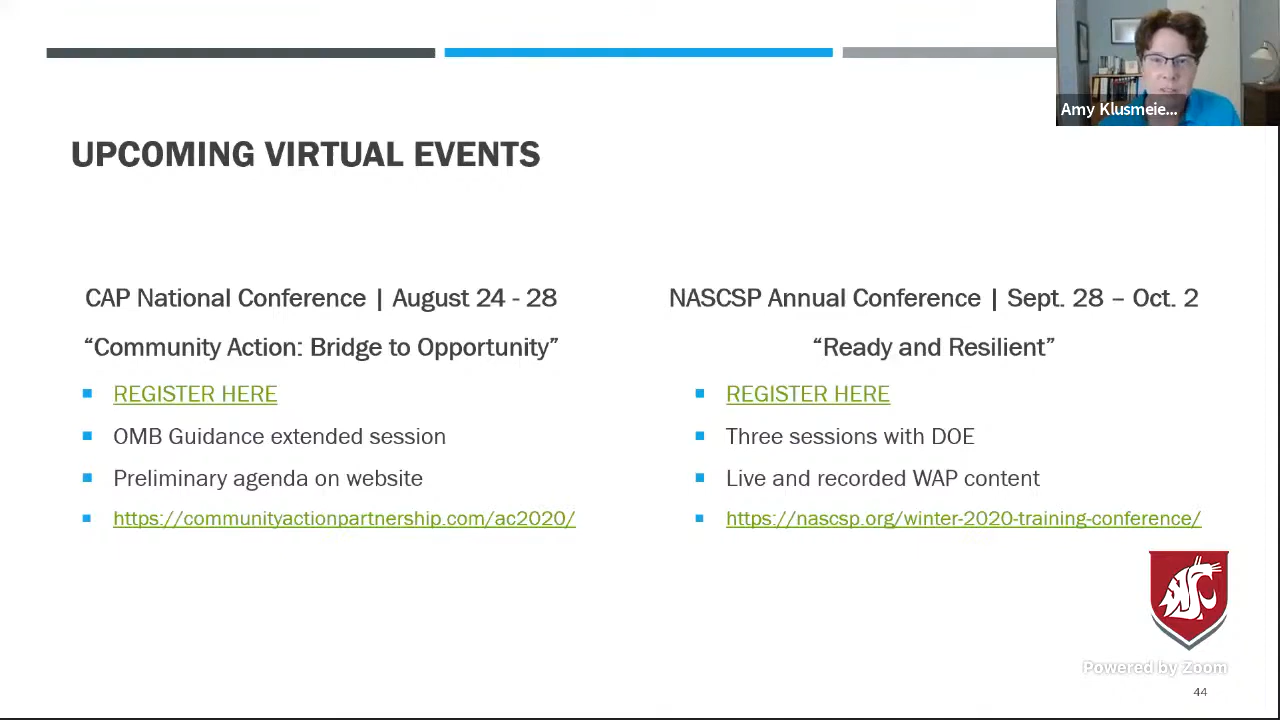 Amy Klusmeie...
UPCOMING VIRTUAL EVENTS
CAP National Conference | August 24 - 28
“Community Action: Bridge to Opportunity”
REGISTER HERE
OMB Guidance extended session
Preliminary agenda on website
https://communityactionpartnership.com/ac2020/
NASCSP Annual Conference | Sept. 28 – Oct. 2
“Ready and Resilient”
REGISTER HERE
Three sessions with DOE
Live and recorded WAP content
https://nascsp.org/winter-2020-training-conference/
Powered by Zoom
44